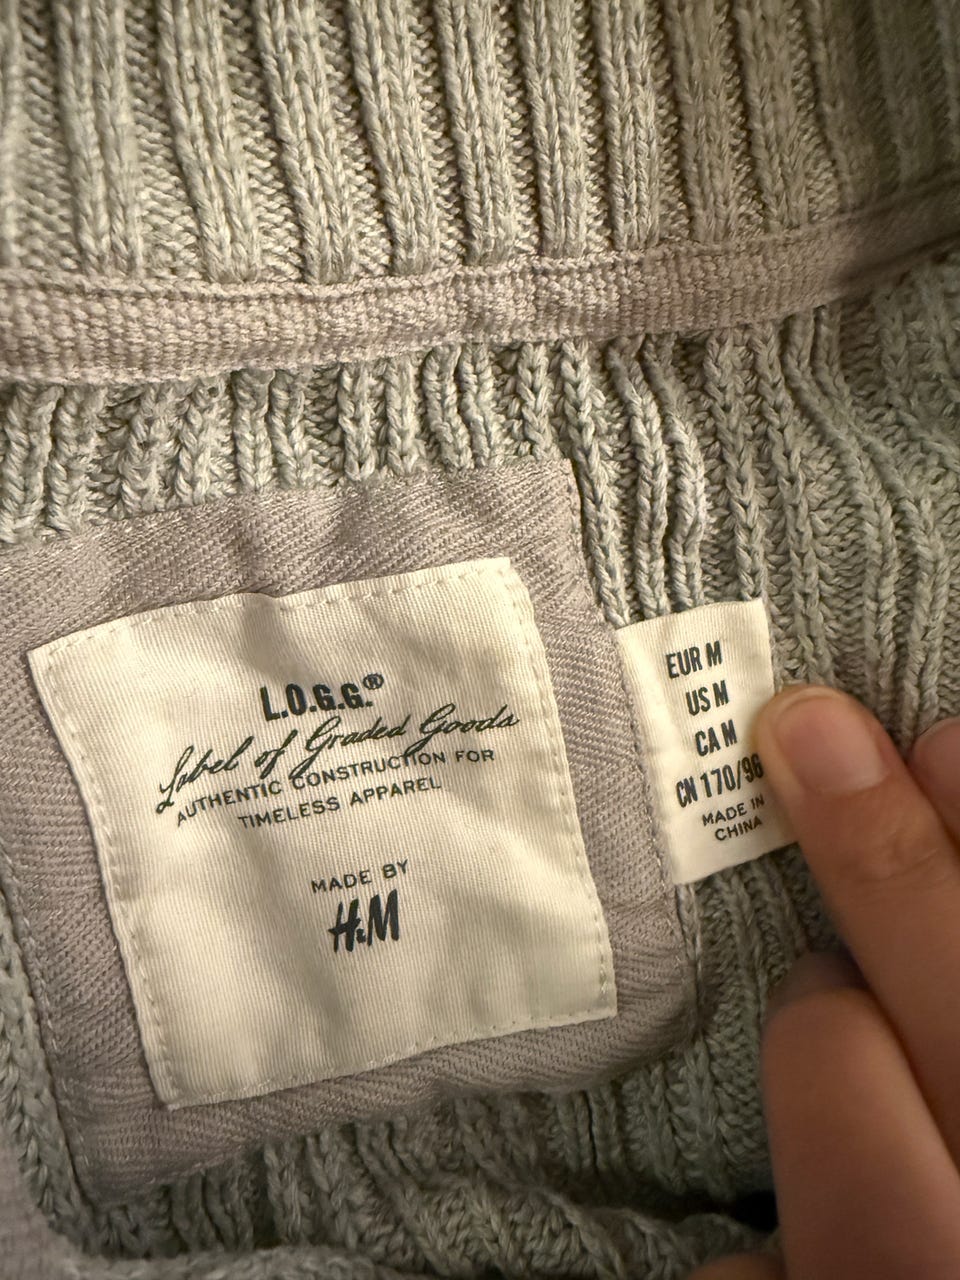 L.O.G.G.®
Label of Graded Goods
AUTHENTIC CONSTRUCTION FOR
TIMELESS APPAREL
MADE BY
H&M
EUR M
US M
CA M
CN 170/96
MADE IN
CHINA